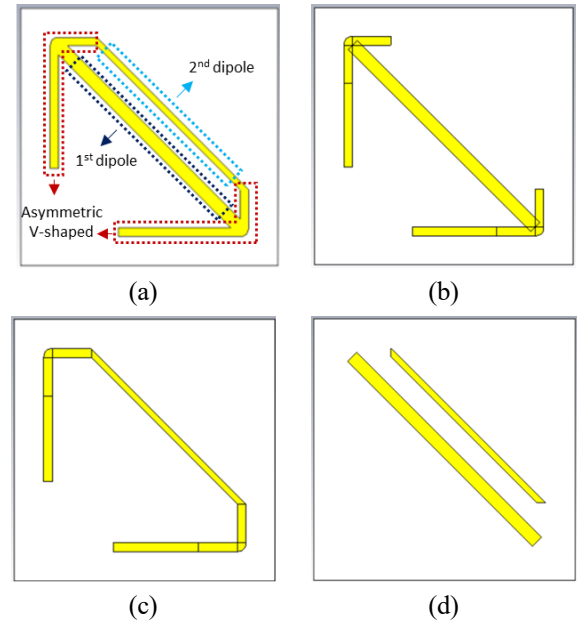 2nd dipole
1st dipole
Asymmetric
V-shaped
(a)
(b)
(c)
(d)